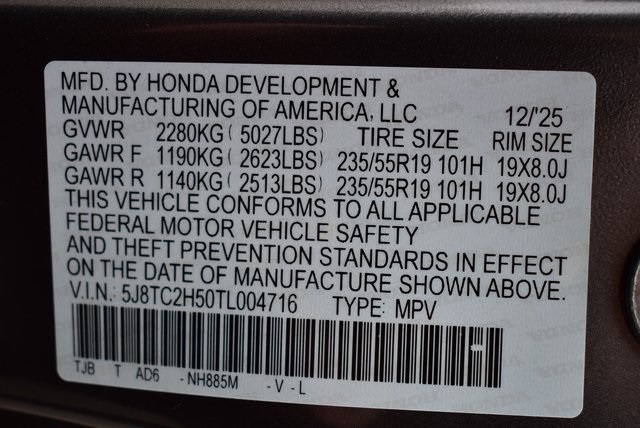 MFD. BY HONDA DEVELOPMENT &
MANUFACTURING OF AMERICA, LLC 12/'25
GVWR 2280KG ( 5027LBS) TIRE SIZE RIM SIZE
GAWR F 1190KG ( 2623LBS) 235/55R19 101H 19X8.0J
GAWR R 1140KG ( 2513LBS) 235/55R19 101H 19X8.0J
THIS VEHICLE CONFORMS TO ALL APPLICABLE
FEDERAL MOTOR VEHICLE SAFETY
AND THEFT PREVENTION STANDARDS IN EFFECT
ON THE DATE OF MANUFACTURE SHOWN ABOVE.
V.I.N.: 5J8TC2H50TL004716 TYPE: MPV
TJB T AD6 -NH885M -V-L